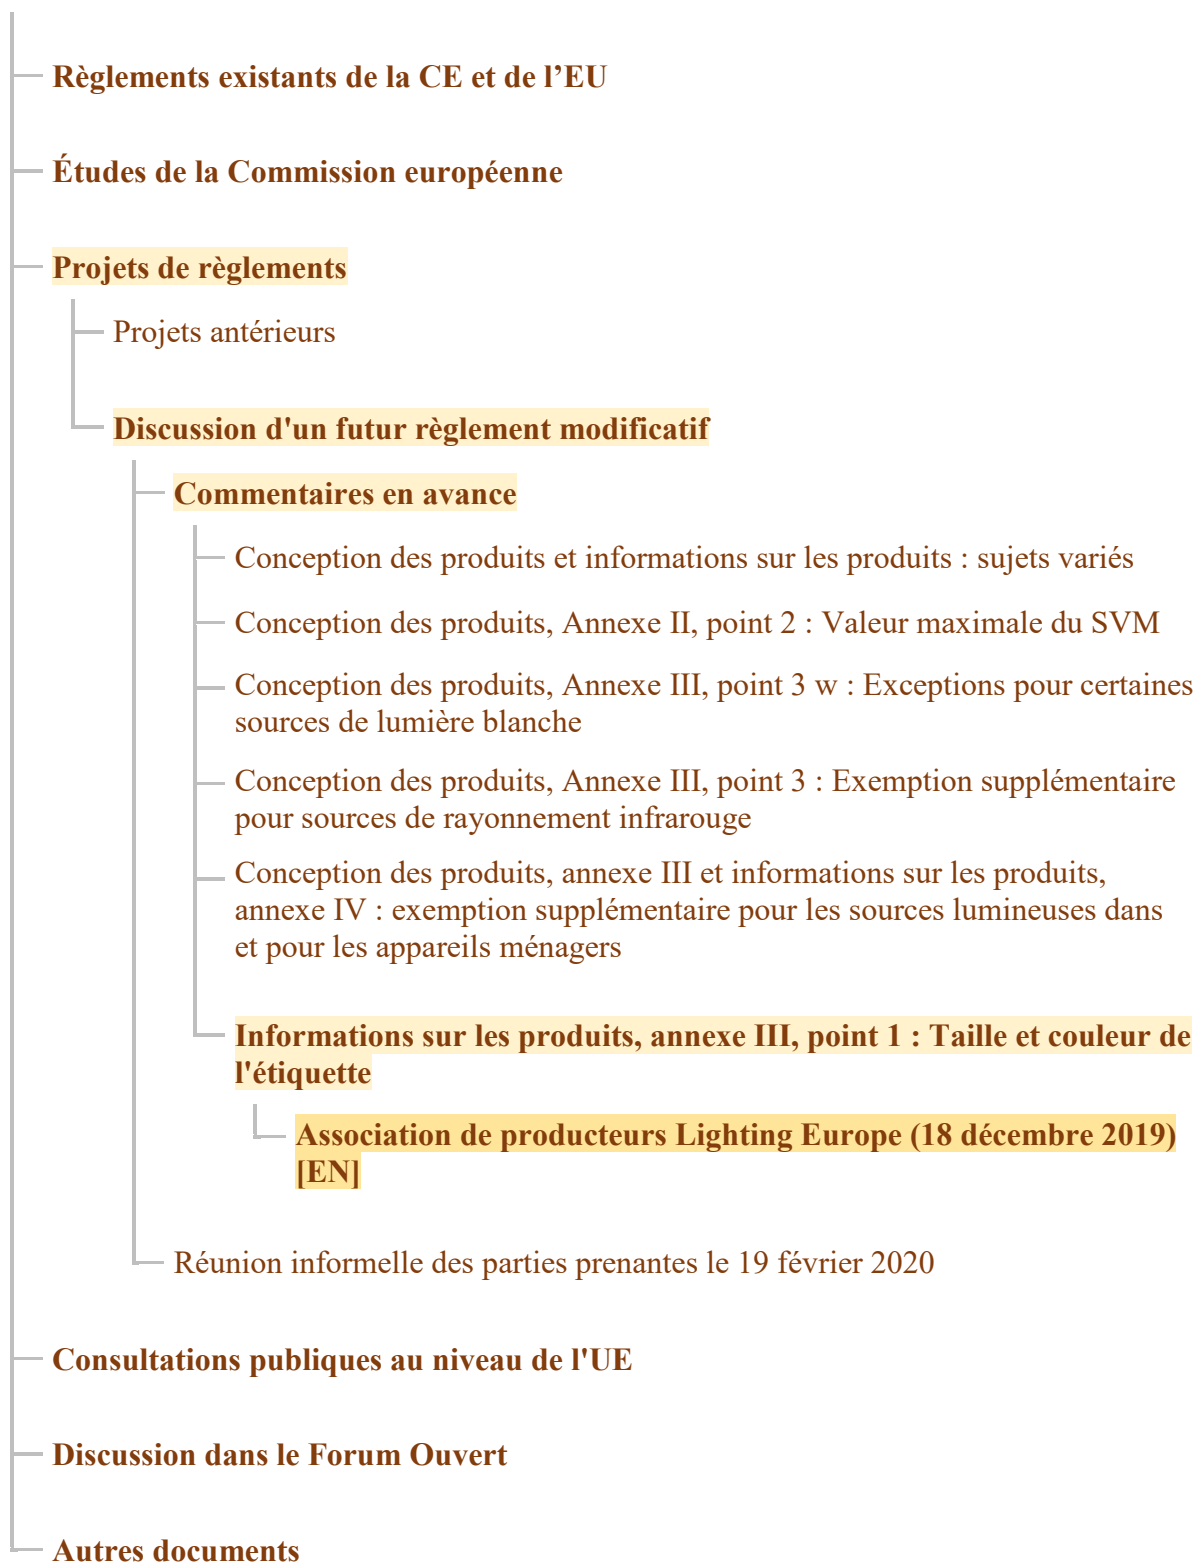 Règlements existants de la CE et de l’EU
Études de la Commission européenne
Projets de règlements
Projets antérieurs
Discussion d'un futur règlement modificatif
Commentaires en avance
Conception des produits et informations sur les produits : sujets variés
Conception des produits, Annexe II, point 2 : Valeur maximale du SVM
Conception des produits, Annexe III, point 3 w : Exceptions pour certaines
sources de lumière blanche
Conception des produits, Annexe III, point 3 : Exemption supplémentaire
pour sources de rayonnement infrarouge
Conception des produits, annexe III et informations sur les produits,
annexe IV : exemption supplémentaire pour les sources lumineuses dans
et pour les appareils ménagers
Informations sur les produits, annexe III, point 1 : Taille et couleur de
l'étiquette
Association de producteurs Lighting Europe (18 décembre 2019)
[EN]
Réunion informelle des parties prenantes le 19 février 2020
Consultations publiques au niveau de l'UE
Discussion dans le Forum Ouvert
Autres documents